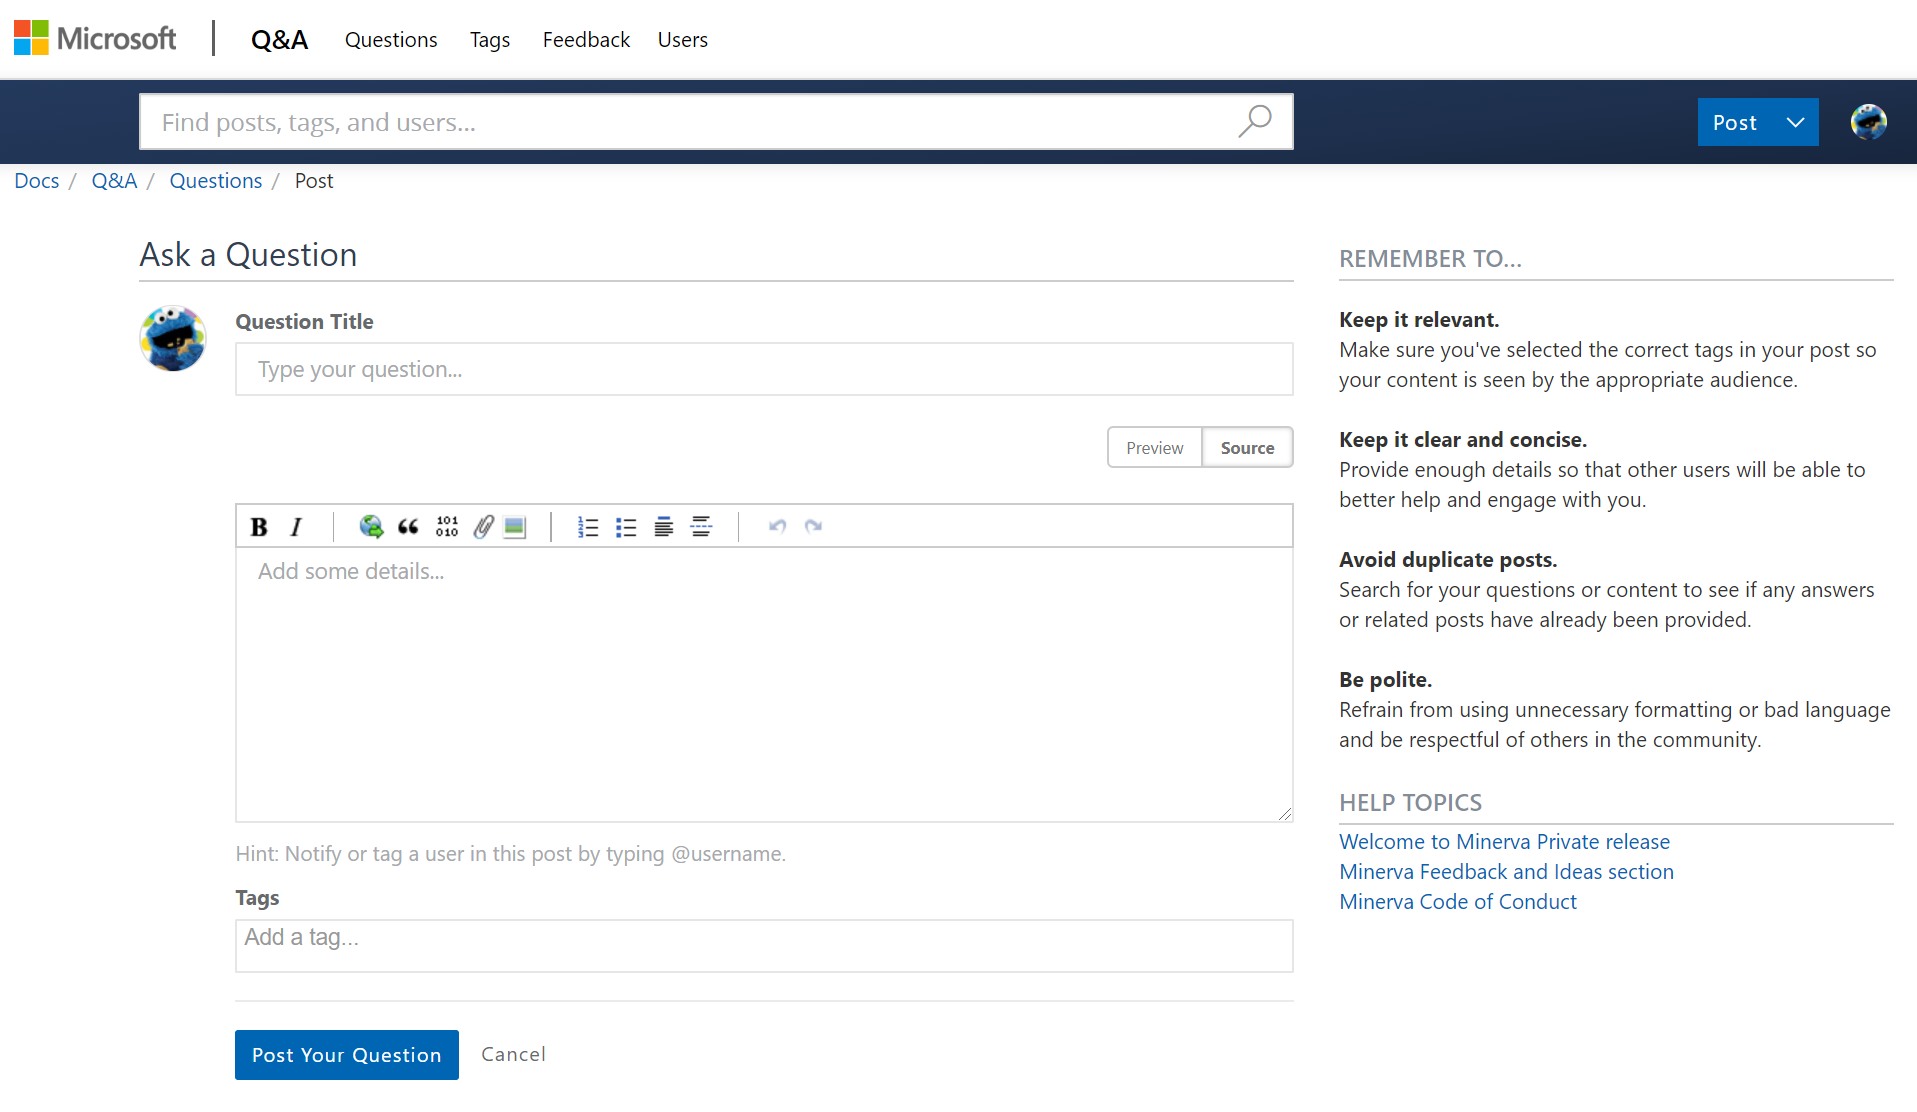 Microsoft
Q&A Questions Tags Feedback Users
Find posts, tags, and users...
Post
Docs / Q&A / Questions / Post
Ask a Question
Question Title
Type your question...
Preview Source
B I “ 101 010
Add some details...
Hint: Notify or tag a user in this post by typing @username.
Tags
Add a tag...
Post Your Question Cancel
REMEMBER TO...
Keep it relevant.
Make sure you've selected the correct tags in your post so
your content is seen by the appropriate audience.
Keep it clear and concise.
Provide enough details so that other users will be able to
better help and engage with you.
Avoid duplicate posts.
Search for your questions or content to see if any answers
or related posts have already been provided.
Be polite.
Refrain from using unnecessary formatting or bad language
and be respectful of others in the community.
HELP TOPICS
Welcome to Minerva Private release
Minerva Feedback and Ideas section
Minerva Code of Conduct